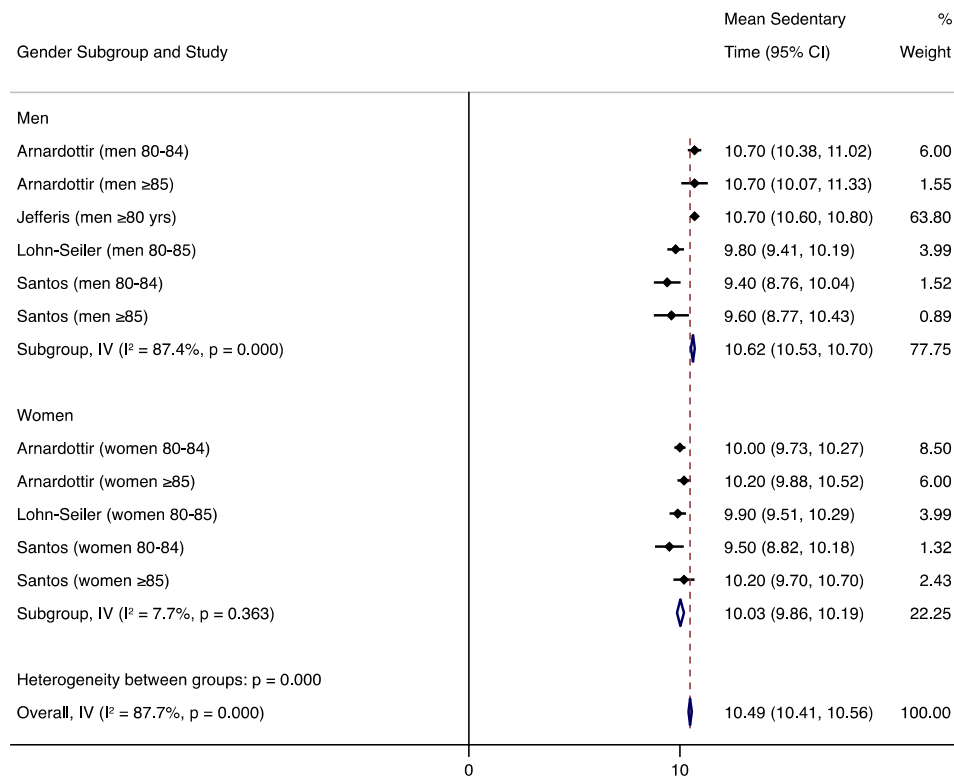 Mean Sedentary %
Gender Subgroup and Study Time (95% CI) Weight
Men
Arnardottir (men 80-84) 10.70 (10.38, 11.02) 6.00
Arnardottir (men ≥85) 10.70 (10.07, 11.33) 1.55
Jefferis (men ≥80 yrs) 10.70 (10.60, 10.80) 63.80
Lohn-Seiler (men 80-85) 9.80 (9.41, 10.19) 3.99
Santos (men 80-84) 9.40 (8.76, 10.04) 1.52
Santos (men ≥85) 9.60 (8.77, 10.43) 0.89
Subgroup, IV (I² = 87.4%, p = 0.000) 10.62 (10.53, 10.70) 77.75
Women
Arnardottir (women 80-84) 10.00 (9.73, 10.27) 8.50
Arnardottir (women ≥85) 10.20 (9.88, 10.52) 6.00
Lohn-Seiler (women 80-85) 9.90 (9.51, 10.29) 3.99
Santos (women 80-84) 9.50 (8.82, 10.18) 1.32
Santos (women ≥85) 10.20 (9.70, 10.70) 2.43
Subgroup, IV (I² = 7.7%, p = 0.363) 10.03 (9.86, 10.19) 22.25
Heterogeneity between groups: p = 0.000
Overall, IV (I² = 87.7%, p = 0.000) 10.49 (10.41, 10.56) 100.00
0 10